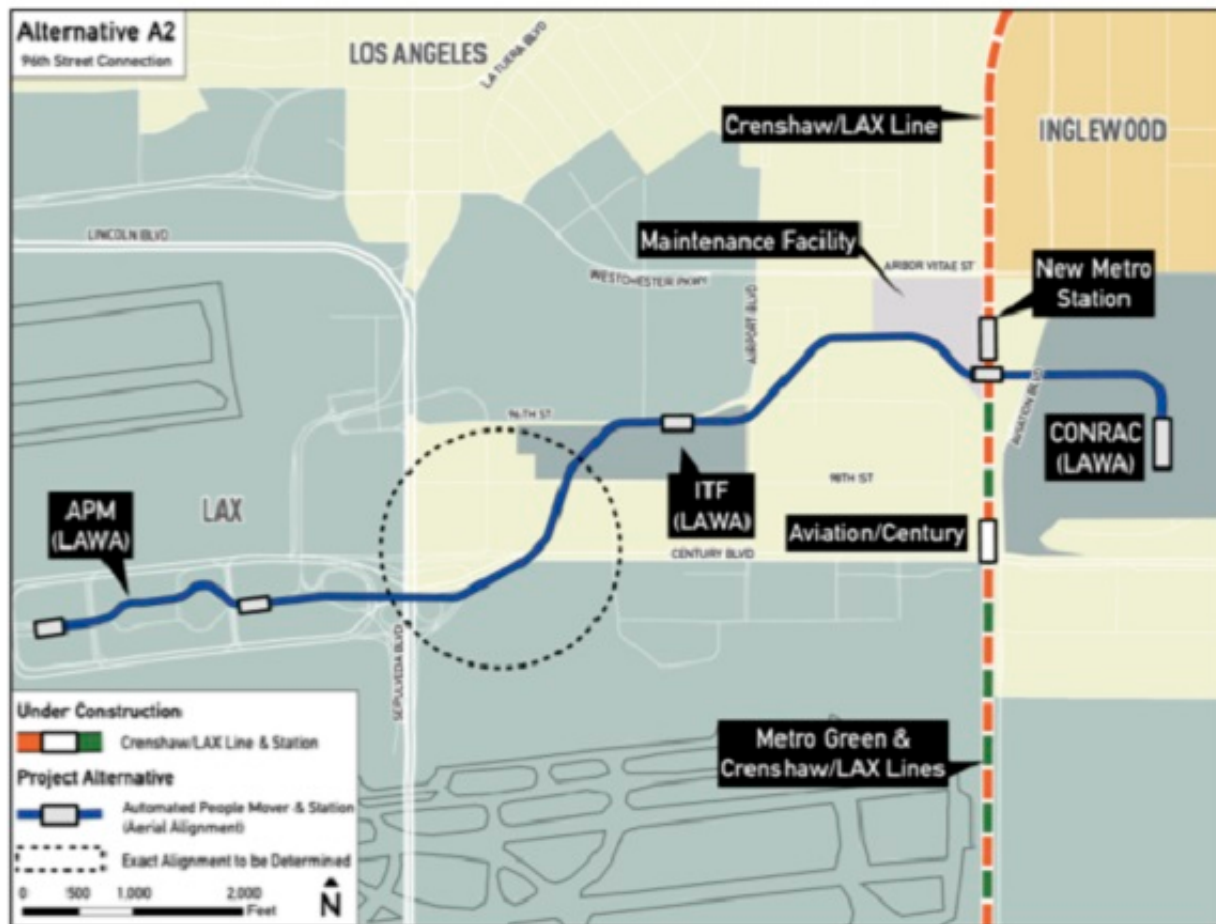 Alternative A2
96th Street Connection
LOS ANGELES
LA TIJERA BLVD
Crenshaw/LAX Line
INGLEWOOD
LINCOLN BLVD
Maintenance Facility
WESTCHESTER PKWY
ARBOR VITAE ST
New Metro
Station
AIRPORT BLVD
AVIATION BLVD
96TH ST
CONRAC
(LAWA)
98TH ST
ITF
(LAWA)
APM
(LAWA)
LAX
Aviation/Century
CENTURY BLVD
SEPULVEDA BLVD
Metro Green &
Crenshaw/LAX Lines
Under Construction
Crenshaw/LAX Line & Station
Project Alternative
Automated People Mover & Station
(Aerial Alignment)
Exact Alignment to be Determined
0 500 1,000 2,000
Feet
N